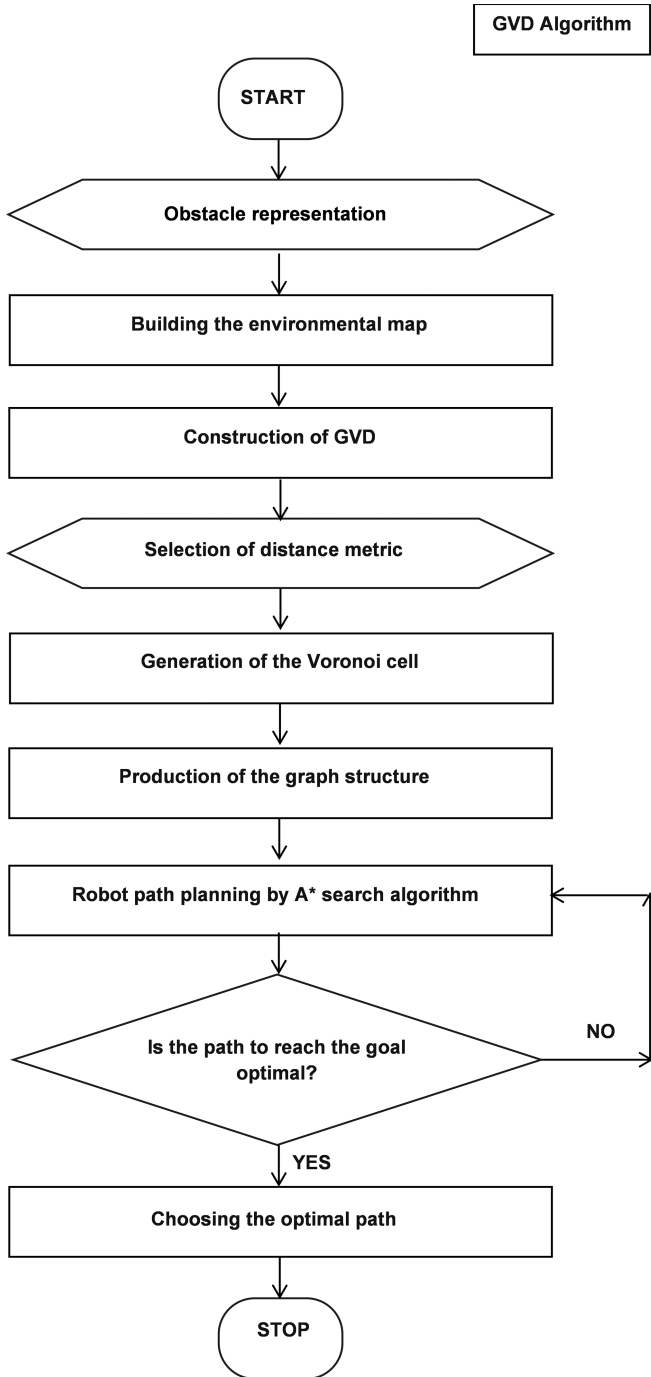 GVD Algorithm
START
Obstacle representation
Building the environmental map
Construction of GVD
Selection of distance metric
Generation of the Voronoi cell
Production of the graph structure
Robot path planning by A* search algorithm
Is the path to reach the goal
optimal?
NO
YES
Choosing the optimal path
STOP